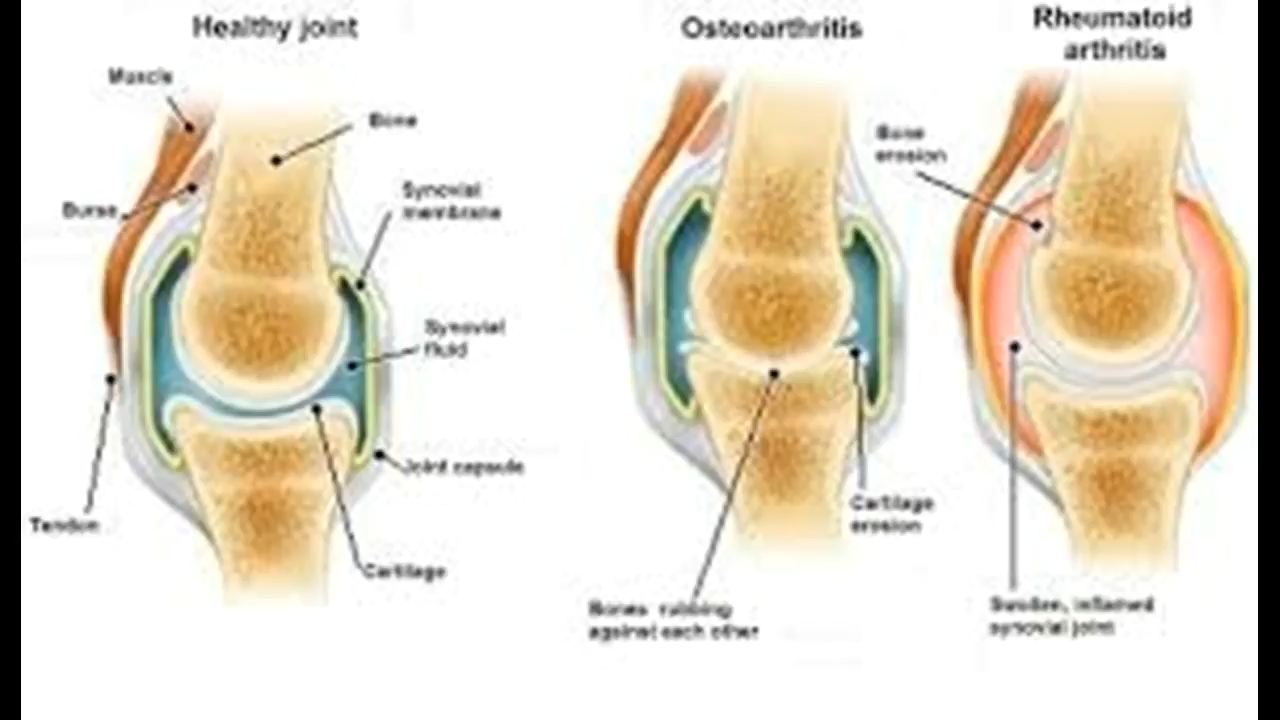 Healthy joint
Muscle
Bone
Bursa
Synovial
membrane
Synovial
fluid
Joint capsule
Tendon
Cartilage
Osteoarthritis
Cartilage
erosion
Bones rubbing
against each other
Rheumatoid
arthritis
Bone
erosion
Swollen, inflamed
synovial joint